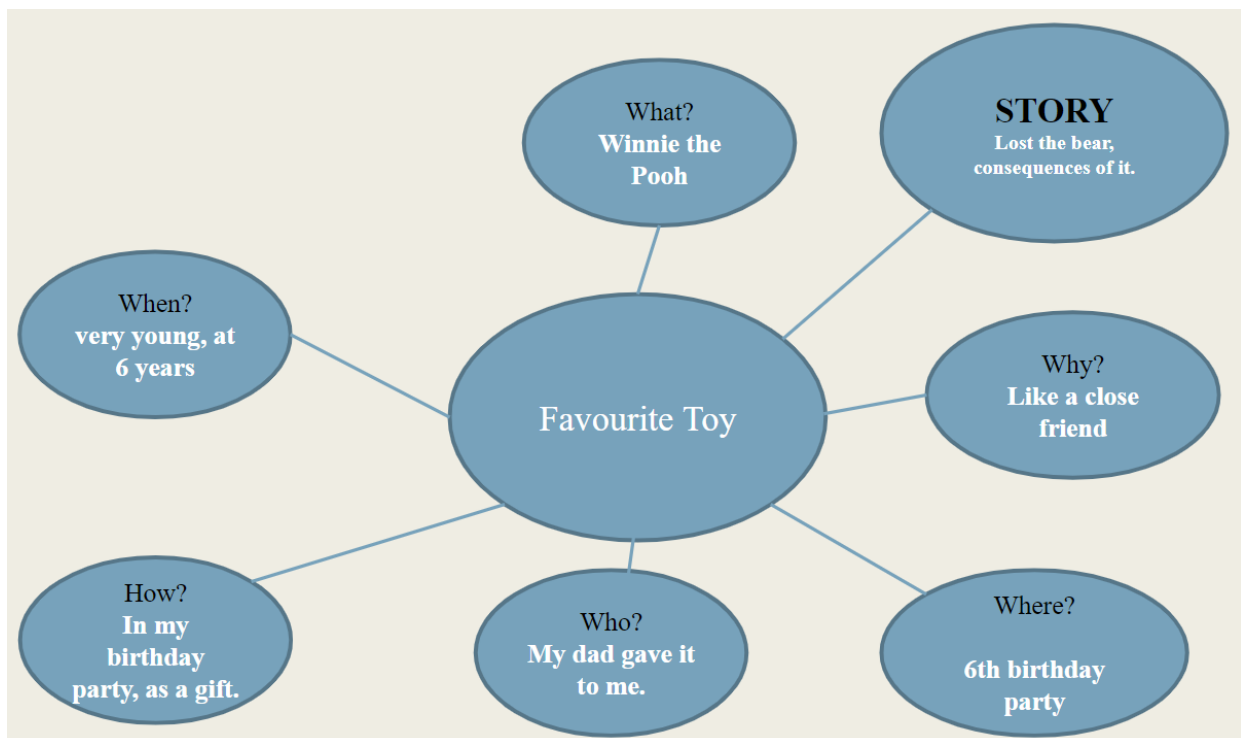 What?
Winnie the
Pooh
STORY
Lost the bear,
consequences of it.
When?
very young, at
6 years
Favourite Toy
Why?
Like a close
friend
How?
In my
birthday
party, as a gift.
Who?
My dad gave it
to me.
Where?
6th birthday
party